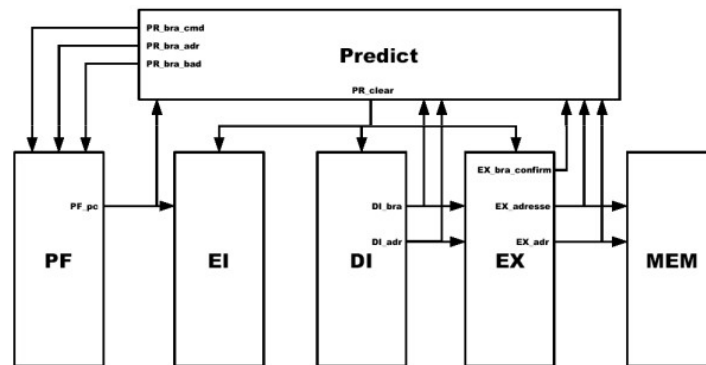 PR_bra_cmd
PR_bra_adr
PR_bra_bad
Predict
PR_clear
EX_bra_confirm
PF_pc
DI_bra
EX_adresse
DI_adr
EX_adr
PF
EI
DI
EX
MEM